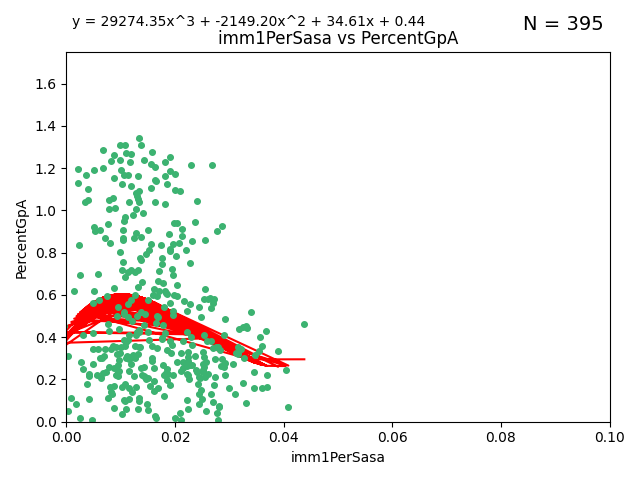 y = 29274.35x^3 + -2149.20x^2 + 34.61x + 0.44
N = 395
imm1PerSasa vs PercentGpA
PercentGpA
1.6
1.4
1.2
1.0
0.8
0.6
0.4
0.2
0.0
0.00 0.02 0.04 0.06 0.08 0.10
imm1PerSasa